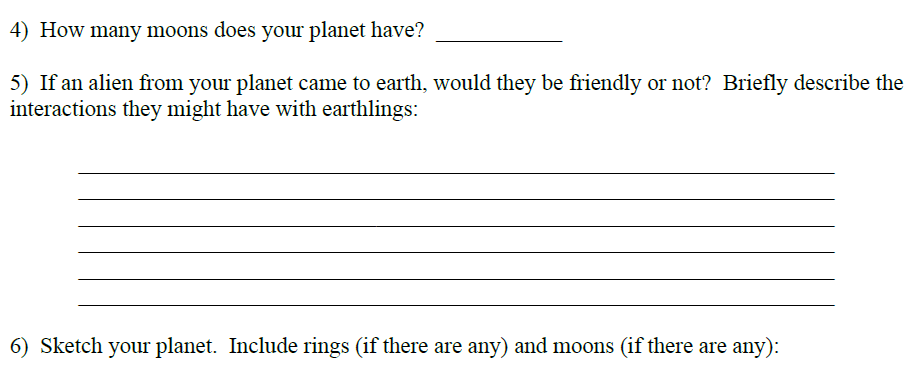 4) How many moons does your planet have? ____________
5) If an alien from your planet came to earth, would they be friendly or not? Briefly describe the
interactions they might have with earthlings:
6) Sketch your planet. Include rings (if there are any) and moons (if there are any):